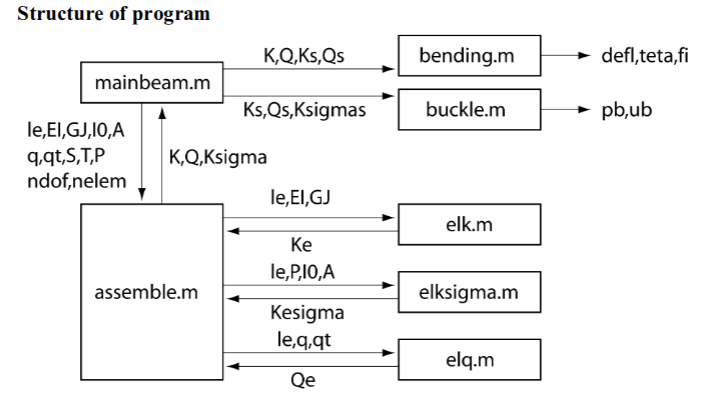 Structure of program
mainbeam.m
K,Q,Ks,Qs
bending.m
defl,teta,fi
Ks,Qs,Ksigmas
buckle.m
pb,ub
le,EI,GJ,I0,A
q,qt,S,T,P
ndof,nelem
K,Q,Ksigma
assemble.m
le,EI,GJ
Ke
elk.m
le,P,I0,A
Kesigma
elksigma.m
le,q,qt
Qe
elq.m